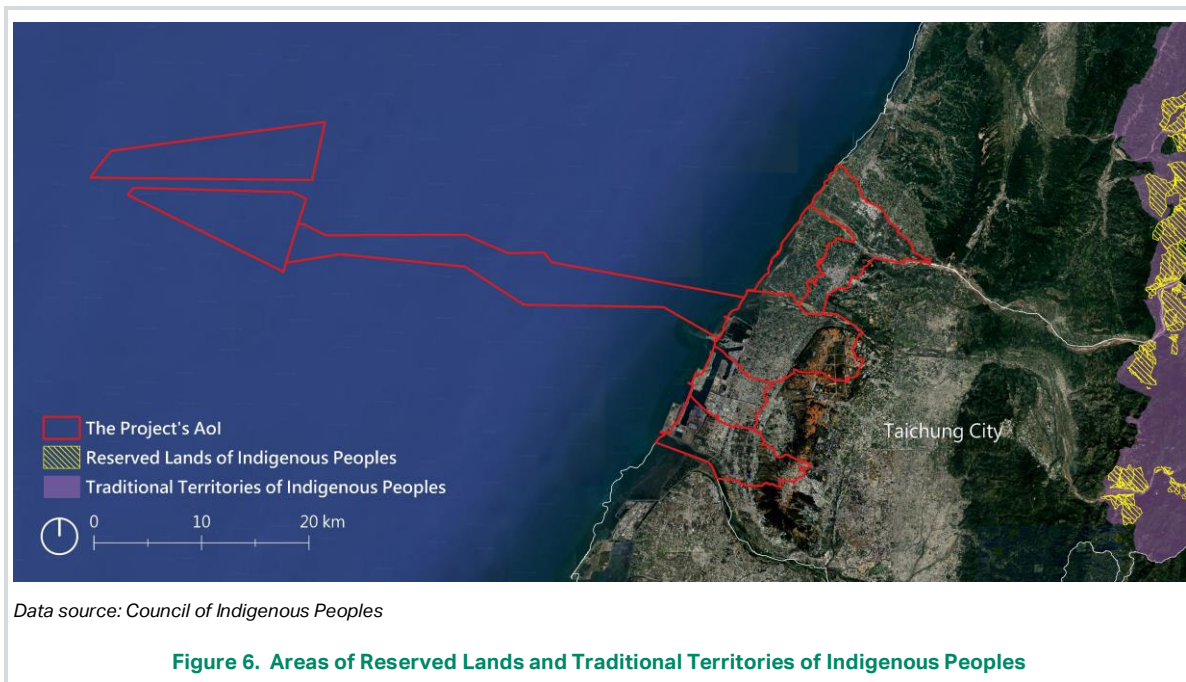 Taichung City
The Project's AoI
Reserved Lands of Indigenous Peoples
Traditional Territories of Indigenous Peoples
0 10 20 km
Data source: Council of Indigenous Peoples
Figure 6. Areas of Reserved Lands and Traditional Territories of Indigenous Peoples